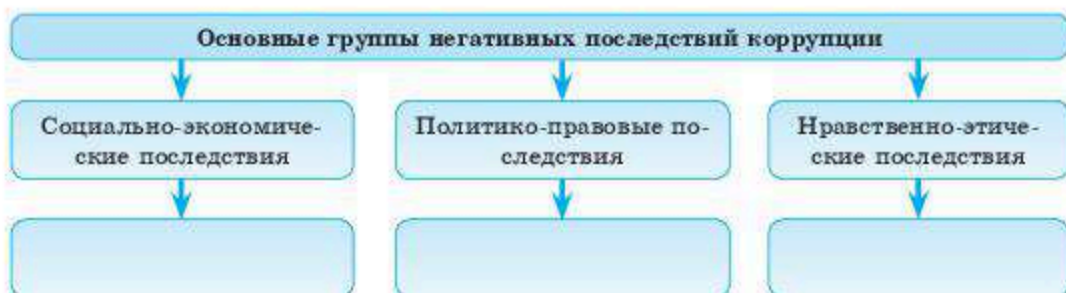 Основные группы негативных последствий коррупции
Социально-экономиче-
ские последствия
Политико-правовые по-
следствия
Нравственно-этиче-
ские последствия